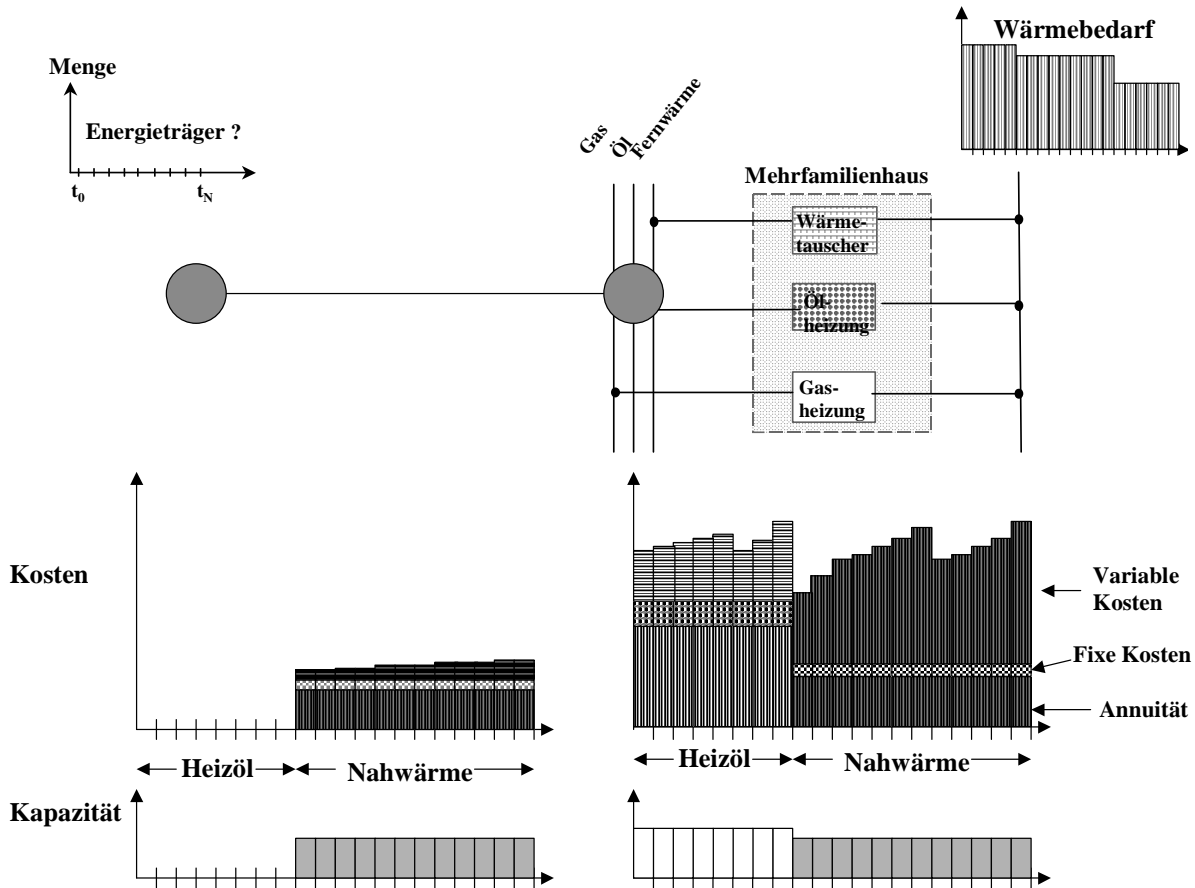 Wärmebedarf
Menge
Energieträger ?
t0
tN
Gas
Öl
Fernwärme
Mehrfamilienhaus
Wärme-
tauscher
Öl-
heizung
Gas-
heizung
Kosten
Variable
Kosten
Fixe Kosten
Annuität
Heizöl
Nahwärme
Heizöl
Nahwärme
Kapazität